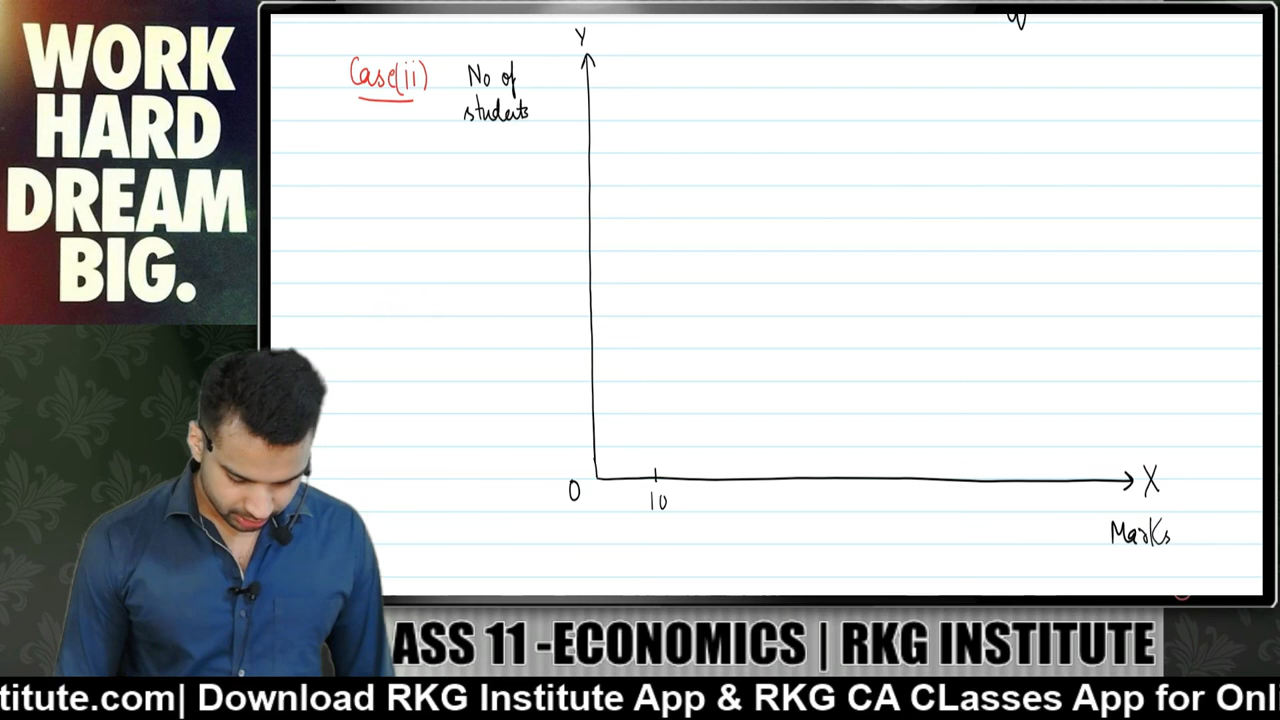 WORK
HARD
DREAM
BIG.
Y
Case(ii)
No of
students
0
10
X
Marks
ASS 11 -ECONOMICS | RKG INSTITUTE
titute.com| Download RKG Institute App & RKG CA CLasses App for Onl